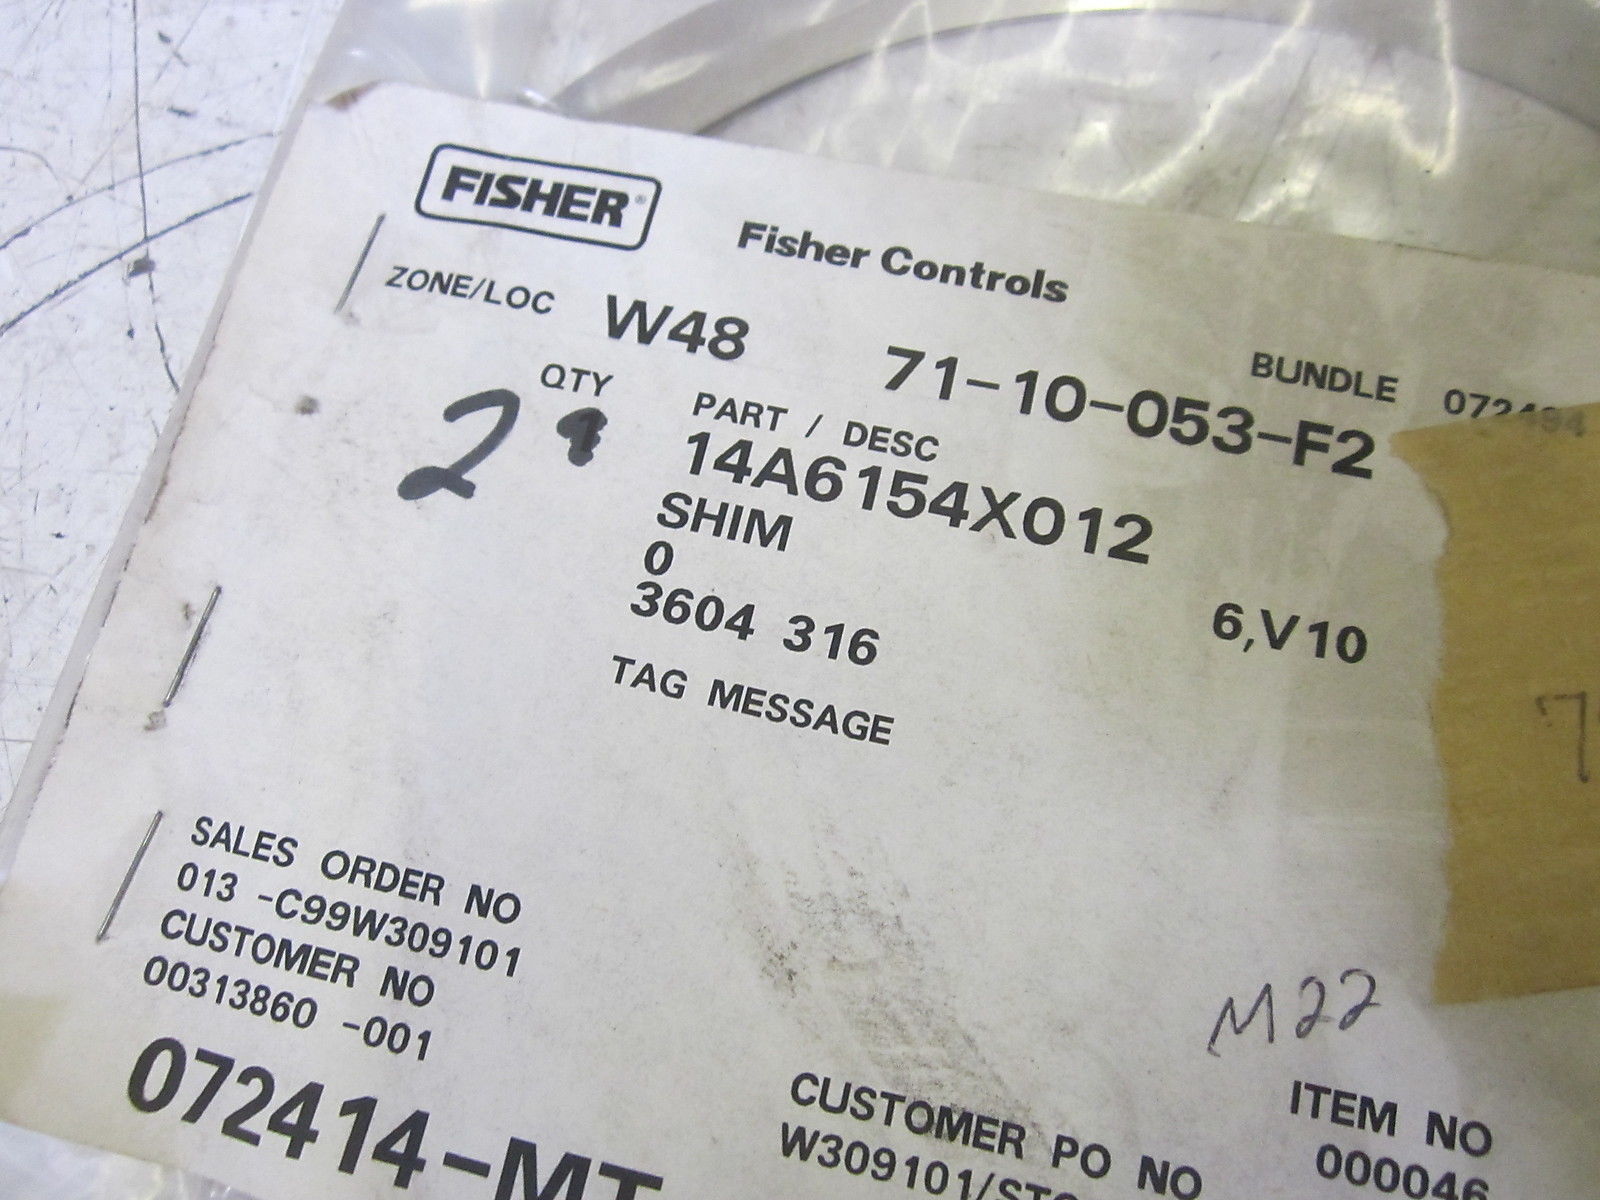 FISHER®
Fisher Controls
ZONE/LOC W48 71-10-053-F2 BUNDLE
QTY PART / DESC
2 14A6154X012
SHIM
0
3604 316 6,V10
TAG MESSAGE
SALES ORDER NO
013 -C99W309101
CUSTOMER NO
00313860 -001
M22
072414-MT
CUSTOMER PO NO
W309101/STO
ITEM NO
000046